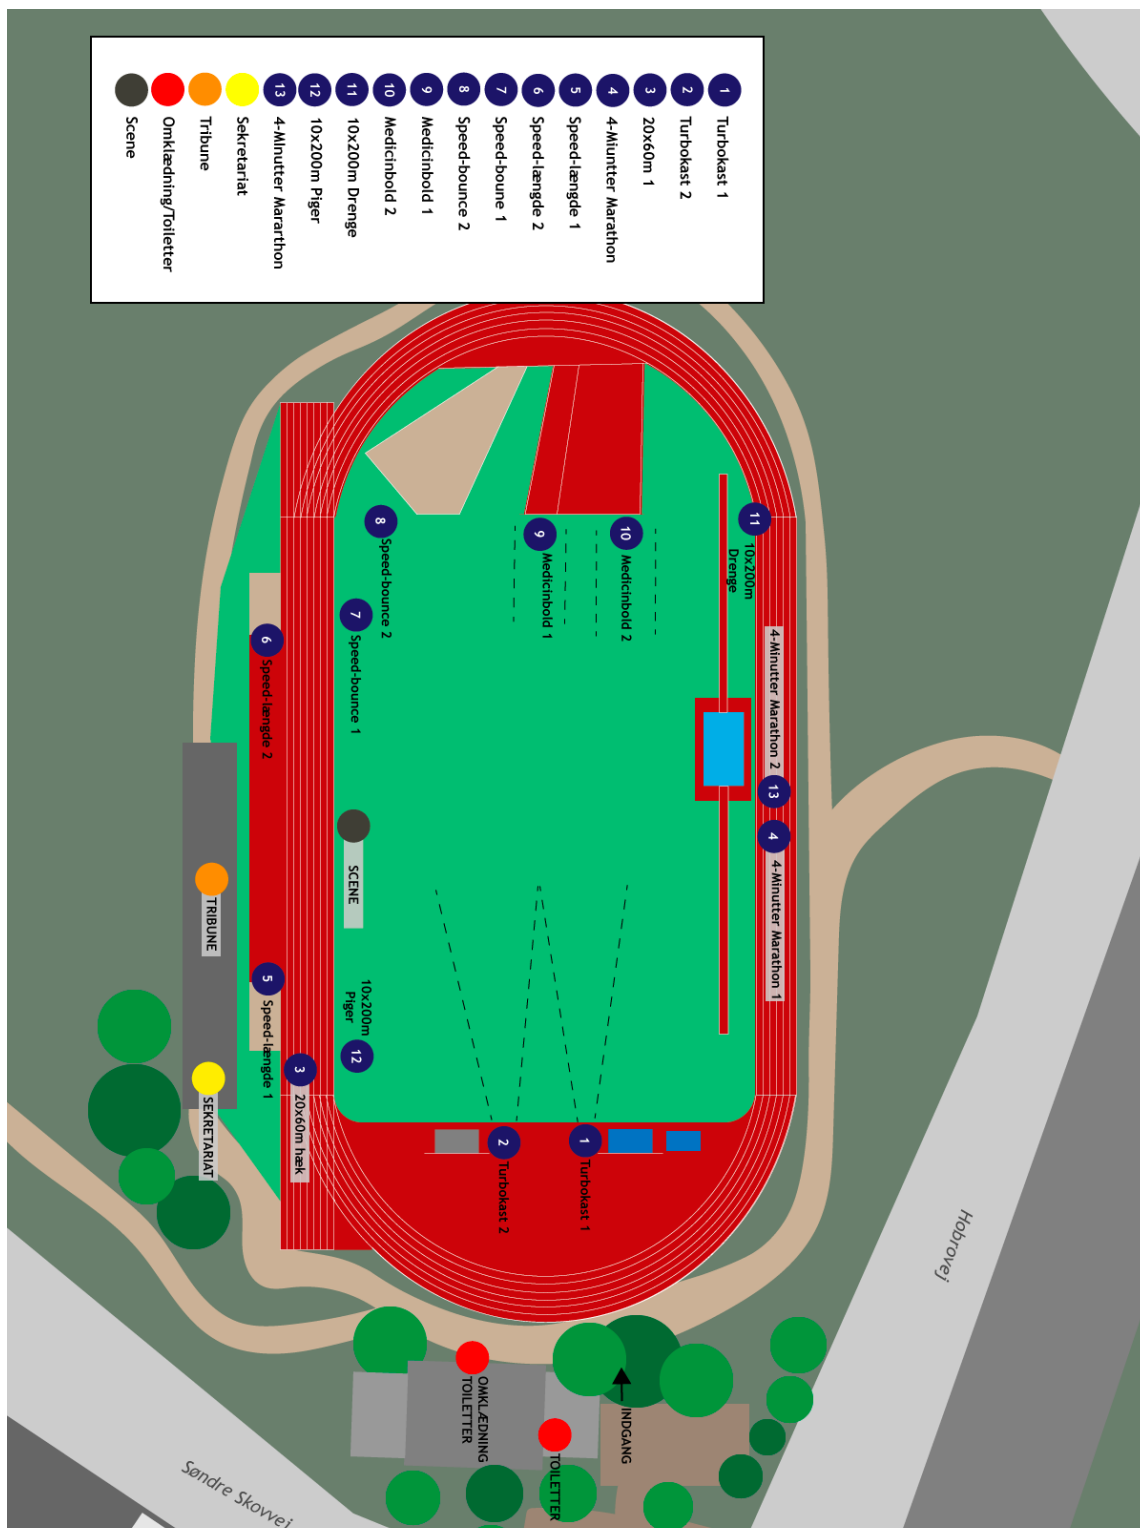 1 Turbokast 1
2 Turbokast 2
3 20x60m 1
4 4-Miuntter Marathon
5 Speed-længde 1
6 Speed-længde 2
7 Speed-boune 1
8 Speed-bounce 2
9 Medicinbold 1
10 Medicinbold 2
11 10x200m Drenge
12 10x200m Piger
13 4-Minutter Mararthon
Sekretariat
Tribune
Omklædning/Toiletter
Scene
11
10x200m
Drenge
4-Minutter Marathon 2
13
4
4-Minutter Marathon 1
10
Medicinbold 2
9
Medicinbold 1
8
Speed-bounce 2
7
Speed-bounce 1
6
Speed-længde 2
SCENE
TRIBUNE
5
Speed-længde 1
10x200m
Piger
12
3
20x60m hæk
SEKRETARIAT
1
Turbokast 1
2
Turbokast 2
Hobrovej
INDGANG
OMKLÆDNING
TOILETTER
TOILETTER
Søndre Skovvej